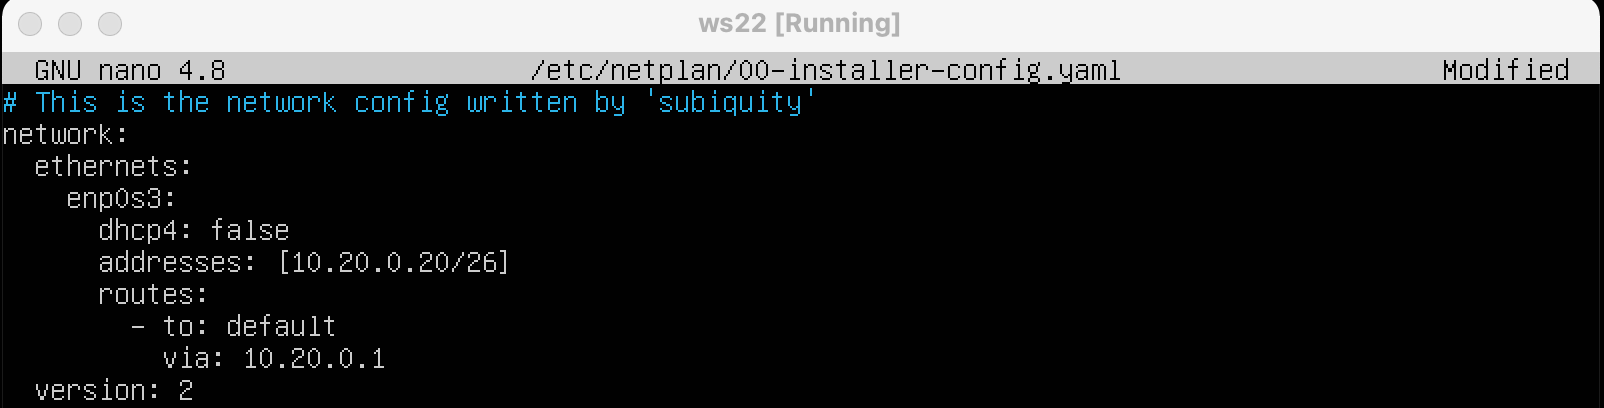 ws22 [Running]
GNU nano 4.8 /etc/netplan/00-installer-config.yaml Modified
# This is the network config written by 'subiquity'
network:
  ethernets:
    enp0s3:
      dhcp4: false
      addresses: [10.20.0.20/26]
      routes:
        - to: default
          via: 10.20.0.1
  version: 2